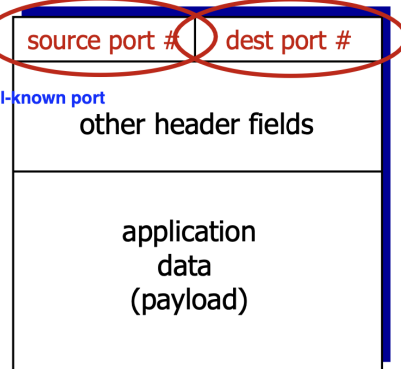 source port #
dest port #
l-known port
other header fields
application
data
(payload)